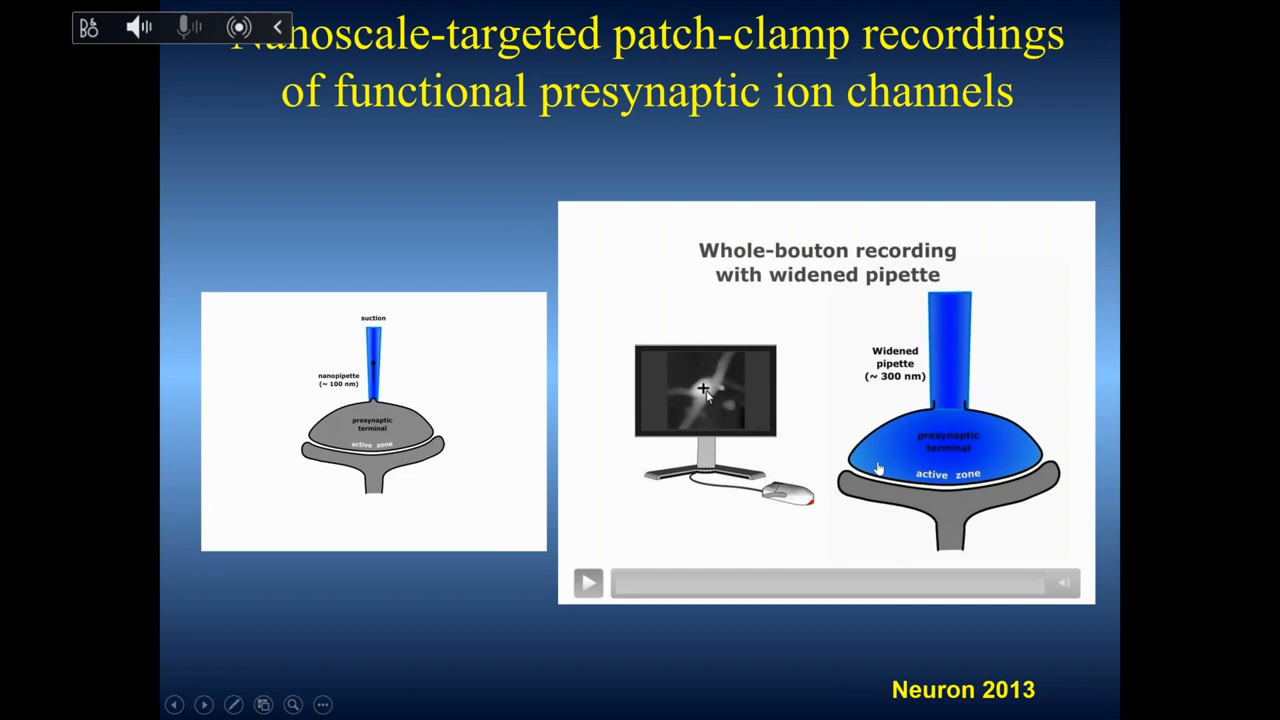 B&O
Nanoscale-targeted patch-clamp recordings
of functional presynaptic ion channels
suction
nanopipette
(~ 100 nm)
presynaptic
terminal
active zone
Whole-bouton recording
with widened pipette
Widened
pipette
(~ 300 nm)
presynaptic
terminal
active zone
Neuron 2013